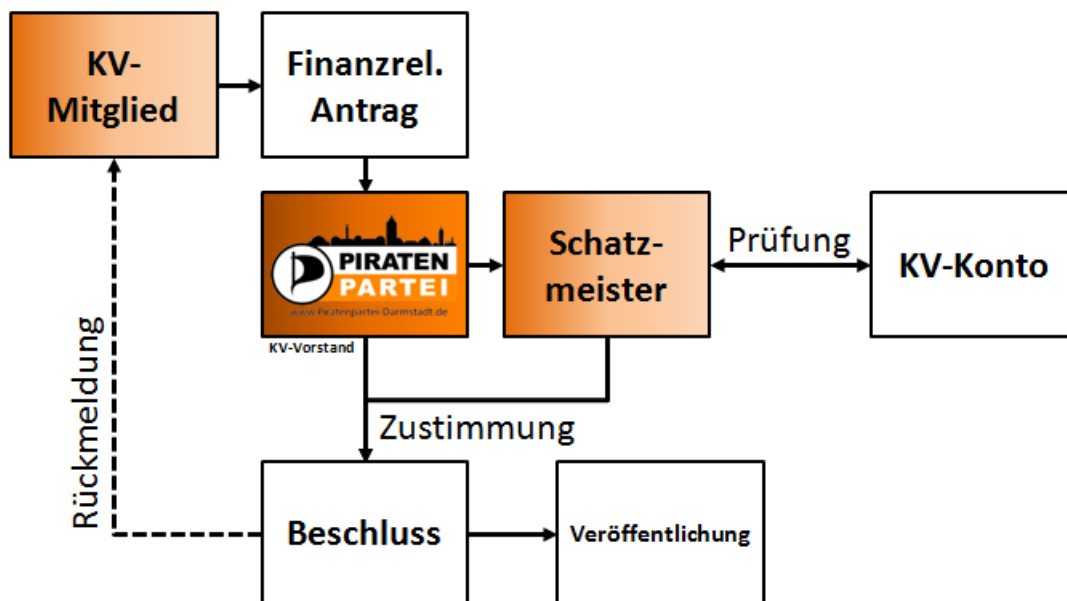 KV-
Mitglied
Finanzrel.
Antrag
PIRATEN
PARTEI
www.Piratenpartei-Darmstadt.de
KV-Vorstand
Schatz-
meister
Prüfung
KV-Konto
Rückmeldung
Zustimmung
Beschluss
Veröffentlichung